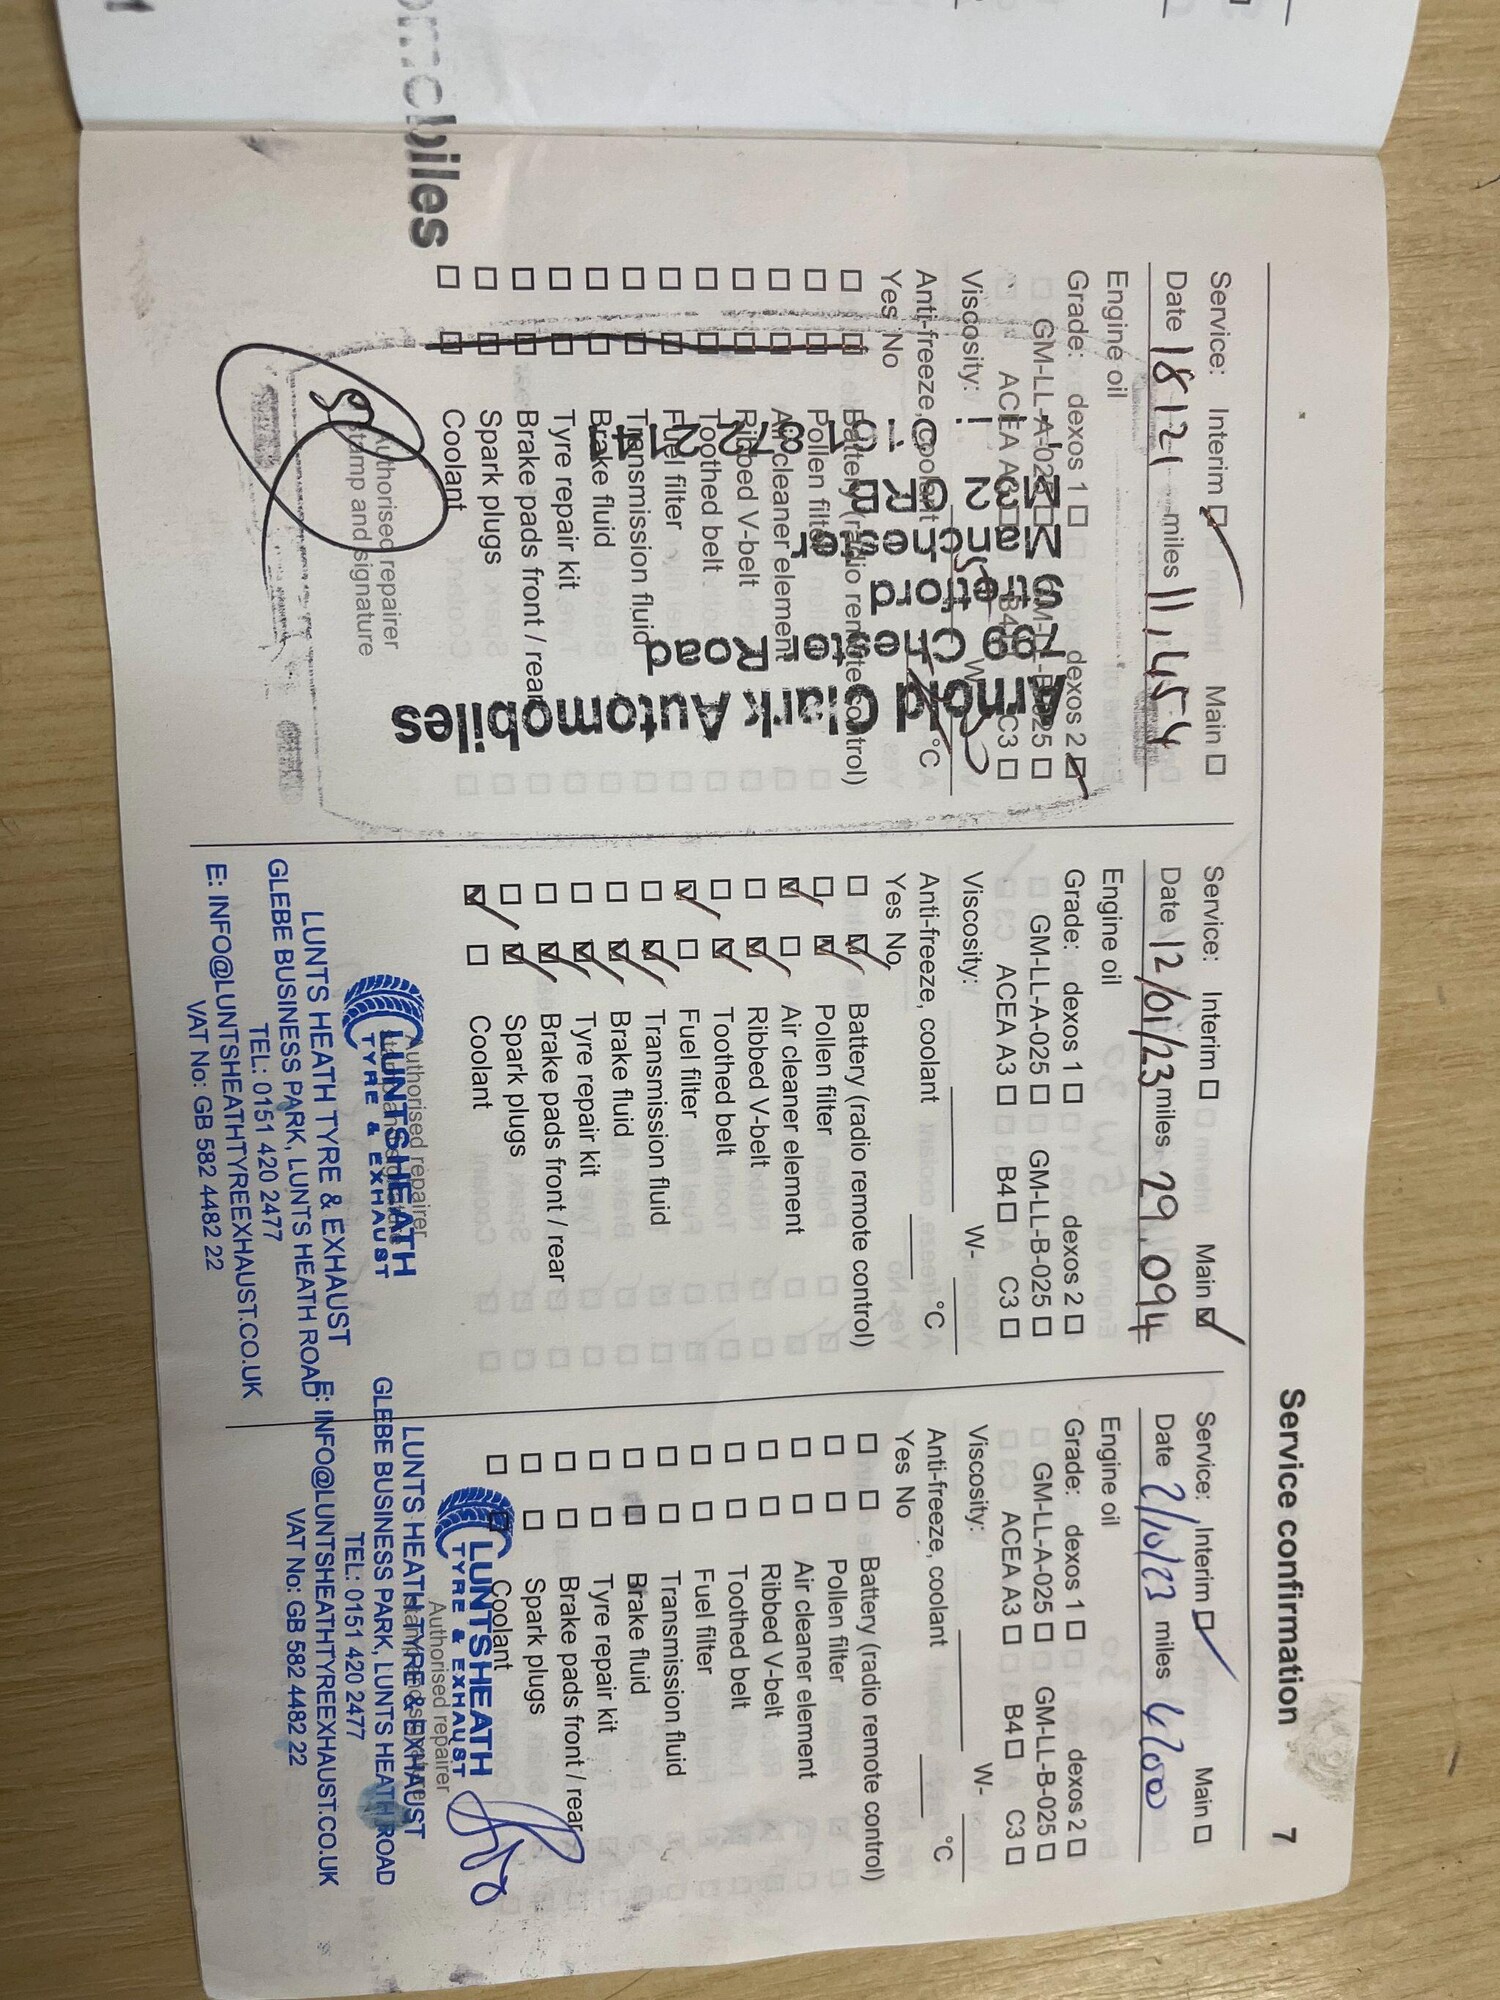 Service confirmation 7
Service: Interim ☑ Main ☐
Date 18121 miles 11,454
Engine oil
Grade: dexos 1 ☐ dexos 2 ☑
GM-LL-A-025 ☐ GM-LL-B-025 ☐
ACEA A3 ☐ B4 ☐ C3 ☐
Viscosity: W-
Anti-freeze, coolant °C
Yes No
Battery (radio remote control)
Pollen filter
Air cleaner element
Ribbed V-belt
Toothed belt
Fuel filter
Transmission fluid
Brake fluid
Tyre repair kit
Brake pads front / rear
Spark plugs
Coolant
Authorised repairer
stamp and signature
Arnold Clark Automobiles
799 Chester Road
Stretford
Manchester
Service: Interim ☐ Main ☑
Date 12/01/23 miles 29,094
Engine oil
Grade: dexos 1 ☐ dexos 2 ☐
GM-LL-A-025 ☐ GM-LL-B-025 ☐
ACEA A3 ☐ B4 ☐ C3 ☐
Viscosity: W-
Anti-freeze, coolant °C
Yes No
☐ ☑ Battery (radio remote control)
☐ ☑ Pollen filter
☑ ☐ Air cleaner element
☐ ☑ Ribbed V-belt
☐ ☑ Toothed belt
☑ ☐ Fuel filter
☐ ☑ Transmission fluid
☐ ☑ Brake fluid
☐ ☑ Tyre repair kit
☐ ☑ Brake pads front / rear
☐ ☑ Spark plugs
☑ ☐ Coolant
Authorised repairer
LUNTS HEATH
TYRE & EXHAUST
LUNTS HEATH TYRE & EXHAUST
GLEBE BUSINESS PARK, LUNTS HEATH ROAD
TEL: 0151 420 2477
E: INFO@LUNTSHEATHTYREEXHAUST.CO.UK
VAT No: GB 582 4482 22
Service: Interim ☑ Main ☐
Date 2/10/23 miles 42000
Engine oil
Grade: dexos 1 ☐ dexos 2 ☐
GM-LL-A-025 ☐ GM-LL-B-025 ☐
ACEA A3 ☐ B4 ☐ C3 ☐
Viscosity: W-
Anti-freeze, coolant °C
Yes No
☐ ☐ Battery (radio remote control)
☐ ☐ Pollen filter
☐ ☐ Air cleaner element
☐ ☐ Ribbed V-belt
☐ ☐ Toothed belt
☐ ☐ Fuel filter
☐ ☐ Transmission fluid
☐ ☐ Brake fluid
☐ ☐ Tyre repair kit
☐ ☐ Brake pads front / rear
☐ ☐ Spark plugs
☐ ☐ Coolant
Authorised repairer
LUNTS HEATH
TYRE & EXHAUST
LUNTS HEATH TYRE & EXHAUST
GLEBE BUSINESS PARK, LUNTS HEATH ROAD
TEL: 0151 420 2477
E: INFO@LUNTSHEATHTYREEXHAUST.CO.UK
VAT No: GB 582 4482 22